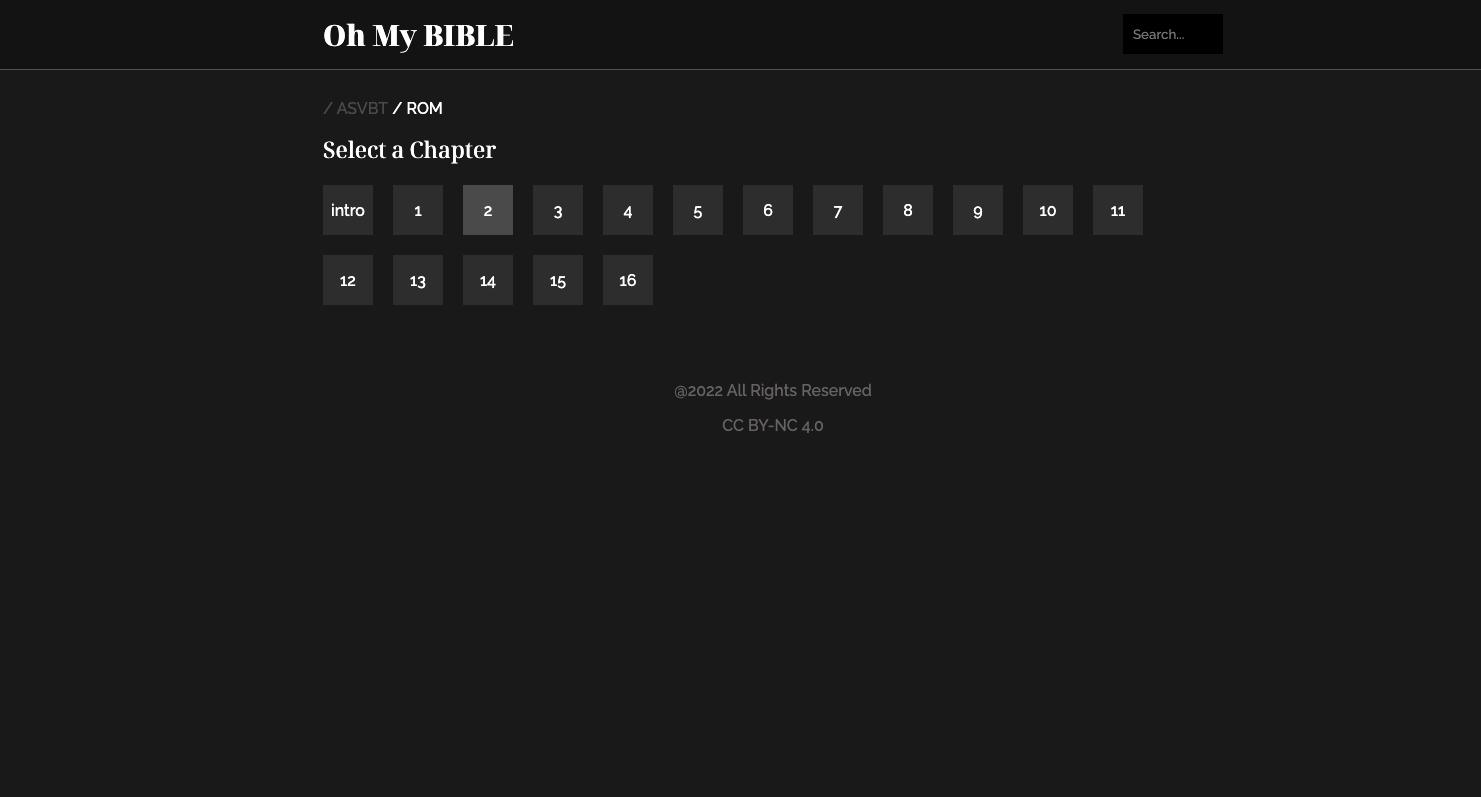 Oh My BIBLE
Search...
/ ASVBT / ROM
Select a Chapter
intro 1 2 3 4 5 6 7 8 9 10 11
12 13 14 15 16
@2022 All Rights Reserved
CC BY-NC 4.0